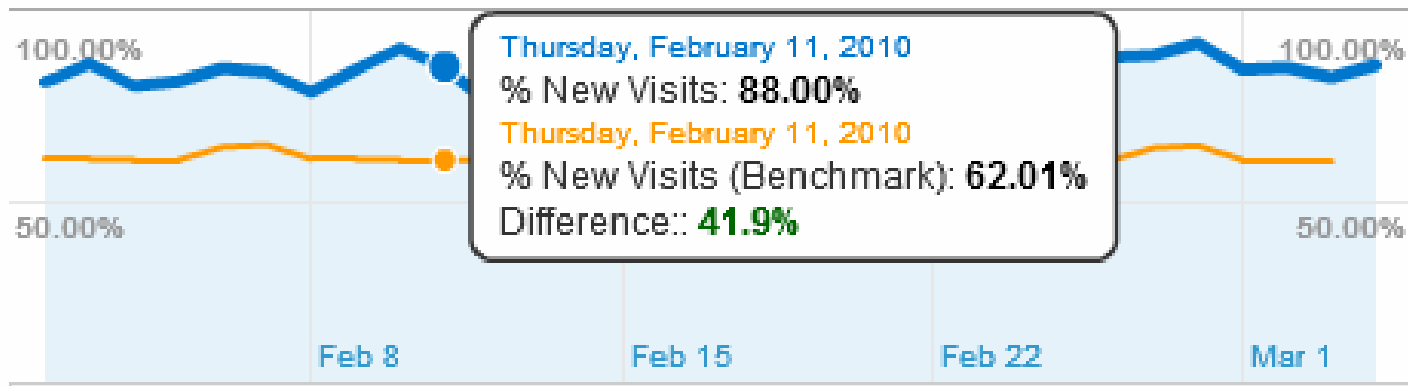 100.00%
100.00%
Thursday, February 11, 2010
% New Visits: 88.00%
Thursday, February 11, 2010
% New Visits (Benchmark): 62.01%
Difference:: 41.9%
50.00%
50.00%
Feb 8
Feb 15
Feb 22
Mar 1